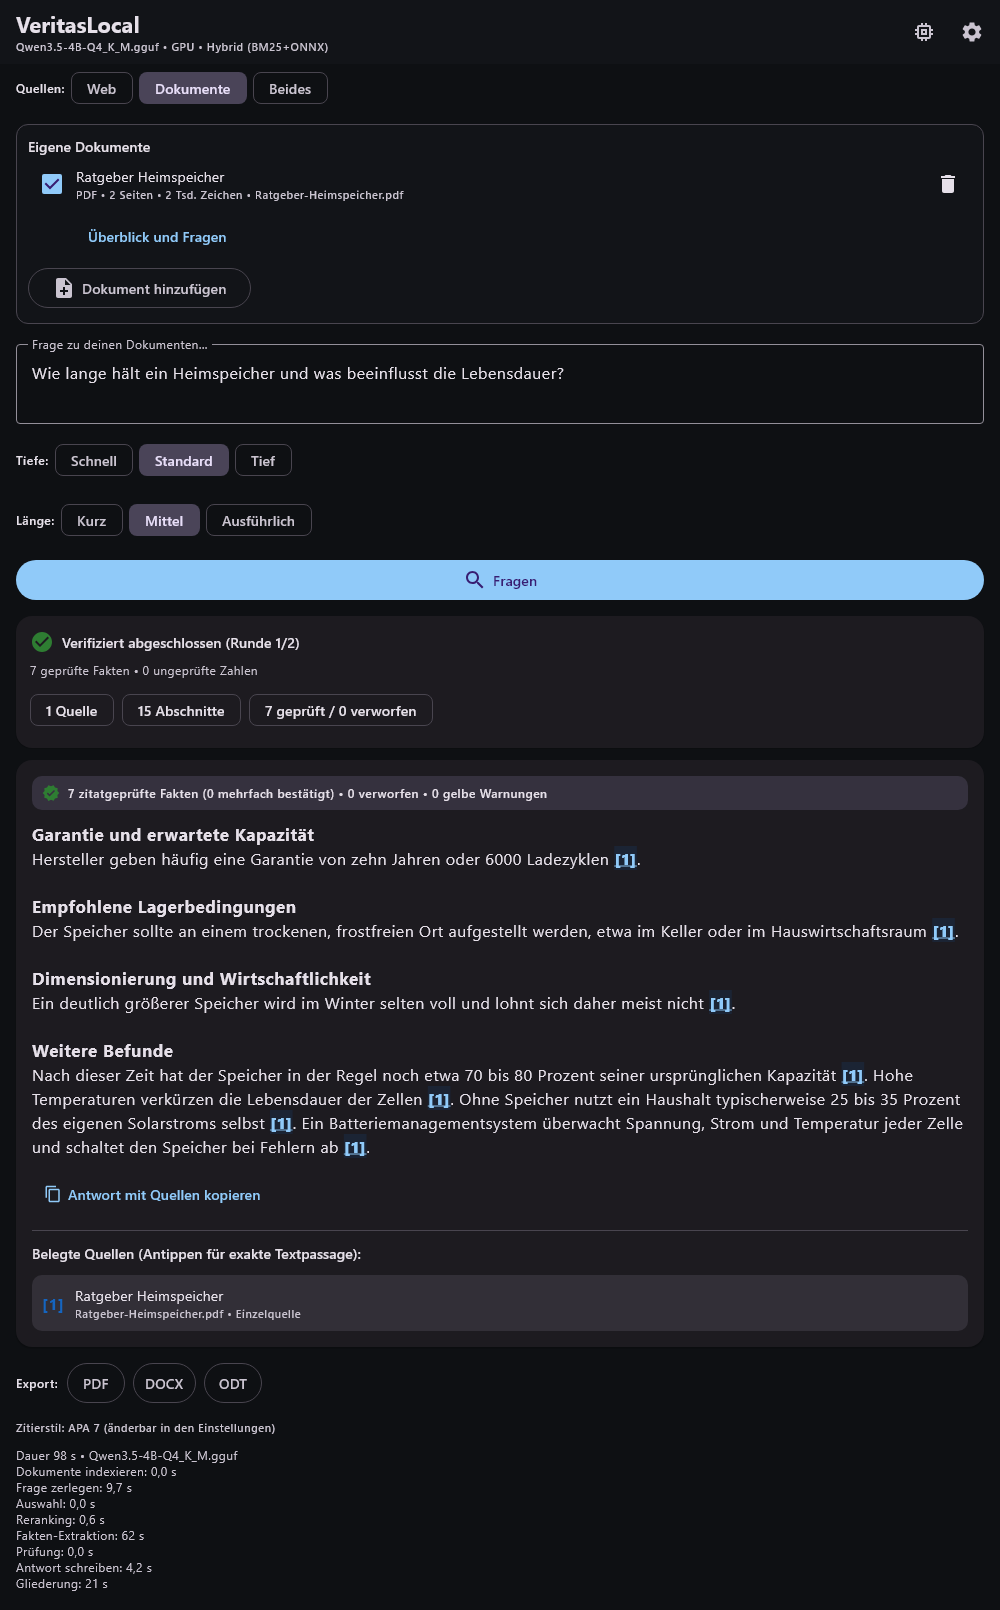 VeritasLocal
Qwen3.5-4B-Q4_K_M.gguf • GPU • Hybrid (BM25+ONNX)
Quellen: Web Dokumente Beides
Eigene Dokumente
Ratgeber Heimspeicher
PDF • 2 Seiten • 2 Tsd. Zeichen • Ratgeber-Heimspeicher.pdf
Überblick und Fragen
Dokument hinzufügen
Frage zu deinen Dokumenten...
Wie lange hält ein Heimspeicher und was beeinflusst die Lebensdauer?
Tiefe: Schnell Standard Tief
Länge: Kurz Mittel Ausführlich
Fragen
Verifiziert abgeschlossen (Runde 1/2)
7 geprüfte Fakten • 0 ungeprüfte Zahlen
1 Quelle 15 Abschnitte 7 geprüft / 0 verworfen
7 zitatgeprüfte Fakten (0 mehrfach bestätigt) • 0 verworfen • 0 gelbe Warnungen
Garantie und erwartete Kapazität
Hersteller geben häufig eine Garantie von zehn Jahren oder 6000 Ladezyklen [1].
Empfohlene Lagerbedingungen
Der Speicher sollte an einem trockenen, frostfreien Ort aufgestellt werden, etwa im Keller oder im Hauswirtschaftsraum [1].
Dimensionierung und Wirtschaftlichkeit
Ein deutlich größerer Speicher wird im Winter selten voll und lohnt sich daher meist nicht [1].
Weitere Befunde
Nach dieser Zeit hat der Speicher in der Regel noch etwa 70 bis 80 Prozent seiner ursprünglichen Kapazität [1]. Hohe
Temperaturen verkürzen die Lebensdauer der Zellen [1]. Ohne Speicher nutzt ein Haushalt typischerweise 25 bis 35 Prozent
des eigenen Solarstroms selbst [1]. Ein Batteriemanagementsystem überwacht Spannung, Strom und Temperatur jeder Zelle
und schaltet den Speicher bei Fehlern ab [1].
Antwort mit Quellen kopieren
Belegte Quellen (Antippen für exakte Textpassage):
[1] Ratgeber Heimspeicher
Ratgeber-Heimspeicher.pdf • Einzelquelle
Export: PDF DOCX ODT
Zitierstil: APA 7 (änderbar in den Einstellungen)
Dauer 98 s • Qwen3.5-4B-Q4_K_M.gguf
Dokumente indexieren: 0,0 s
Frage zerlegen: 9,7 s
Auswahl: 0,0 s
Reranking: 0,6 s
Fakten-Extraktion: 62 s
Prüfung: 0,0 s
Antwort schreiben: 4,2 s
Gliederung: 21 s